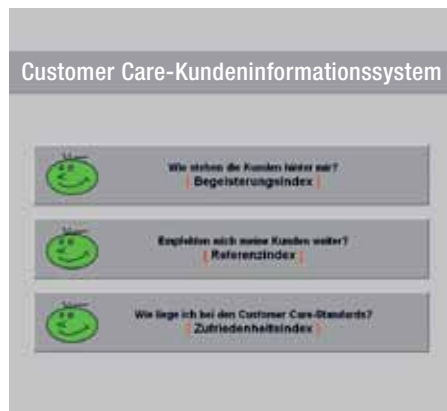 Customer Care-Kundeninformationssystem
Wie stehen die Kunden hinter mir?
[ Begeisterungsindex ]
Empfehlen mich meine Kunden weiter?
[ Referenzindex ]
Wie liege ich bei den Customer Care-Standards?
[ Zufriedenheitsindex ]